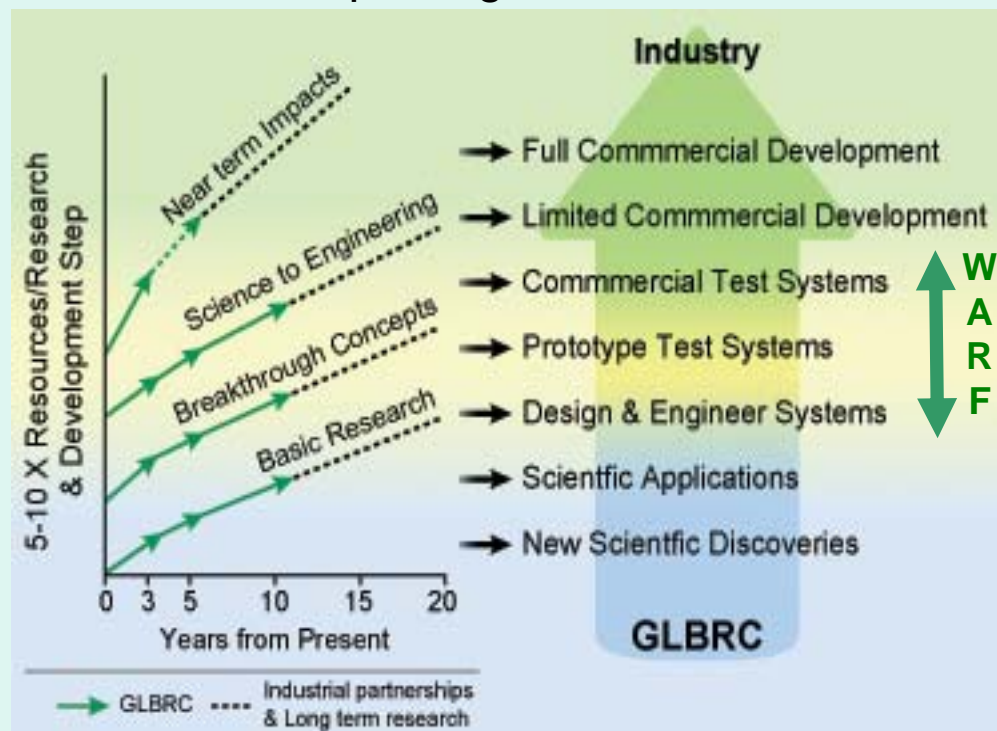 Industry
Near term Impacts
Science to Engineering
Breakthrough Concepts
Basic Research
5-10 X Resources/Research
& Development Step
0 3 5 10 15 20
Years from Present
GLBRC
Industrial partnerships
& Long term research
Full Commmercial Development
Limited Commmercial Development
Commmercial Test Systems
Prototype Test Systems
Design & Engineer Systems
Scientfic Applications
New Scientfic Discoveries
GLBRC
W
A
R
F